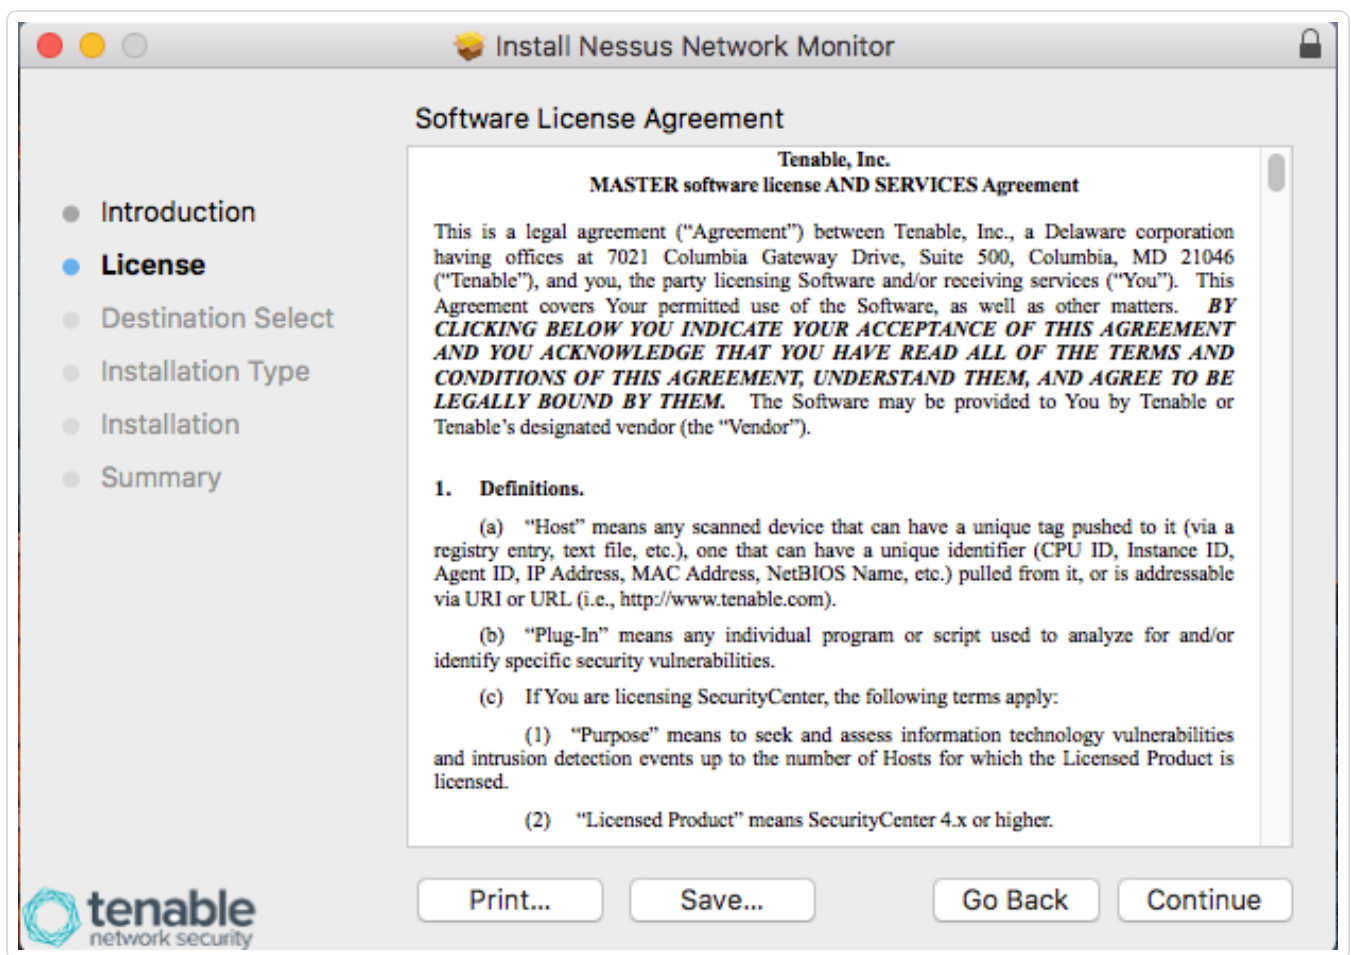 Install Nessus Network Monitor
Software License Agreement
Introduction
License
Destination Select
Installation Type
Installation
Summary
Tenable, Inc.
MASTER software license AND SERVICES Agreement
This is a legal agreement (“Agreement”) between Tenable, Inc., a Delaware corporation
having offices at 7021 Columbia Gateway Drive, Suite 500, Columbia, MD 21046
(“Tenable”), and you, the party licensing Software and/or receiving services (“You”). This
Agreement covers Your permitted use of the Software, as well as other matters. BY
CLICKING BELOW YOU INDICATE YOUR ACCEPTANCE OF THIS AGREEMENT
AND YOU ACKNOWLEDGE THAT YOU HAVE READ ALL OF THE TERMS AND
CONDITIONS OF THIS AGREEMENT, UNDERSTAND THEM, AND AGREE TO BE
LEGALLY BOUND BY THEM. The Software may be provided to You by Tenable or
Tenable’s designated vendor (the “Vendor”).
1. Definitions.
(a) “Host” means any scanned device that can have a unique tag pushed to it (via a
registry entry, text file, etc.), one that can have a unique identifier (CPU ID, Instance ID,
Agent ID, IP Address, MAC Address, NetBIOS Name, etc.) pulled from it, or is addressable
via URI or URL (i.e., http://www.tenable.com).
(b) “Plug-In” means any individual program or script used to analyze for and/or
identify specific security vulnerabilities.
(c) If You are licensing SecurityCenter, the following terms apply:
(1) “Purpose” means to seek and assess information technology vulnerabilities
and intrusion detection events up to the number of Hosts for which the Licensed Product is
licensed.
(2) “Licensed Product” means SecurityCenter 4.x or higher.
Print...
Save...
Go Back
Continue
tenable
network security